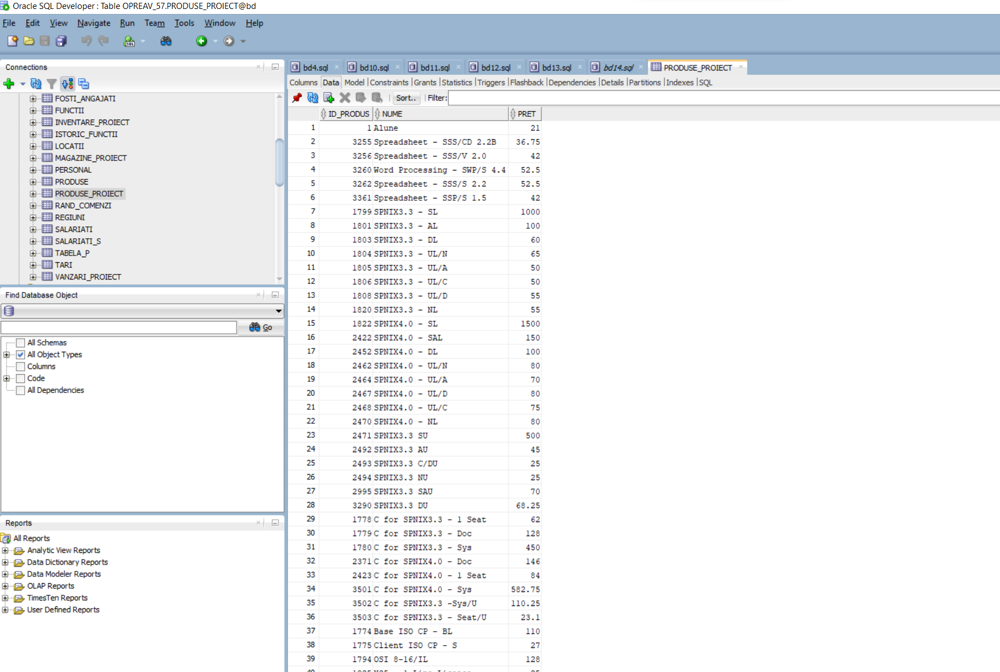 Oracle SQL Developer : Table OPREAV_57.PRODUSE_PROIECT@bd
File Edit View Navigate Run Team Tools Window Help
Connections
FOSTI_ANGAJATI
FUNCTII
INVENTARE_PROIECT
ISTORIC_FUNCTII
LOCATII
MAGAZINE_PROIECT
PERSONAL
PRODUSE
PRODUSE_PROIECT
RAND_COMENZI
REGIUNI
SALARIATI
SALARIATI_S
TABELA_P
TARI
VANZARI_PROIECT
Find Database Object
Go
All Schemas
All Object Types
Columns
Code
All Dependencies
Reports
All Reports
Analytic View Reports
Data Dictionary Reports
Data Modeler Reports
OLAP Reports
TimesTen Reports
User Defined Reports
bd4.sql bd10.sql bd11.sql bd12.sql bd13.sql bd14.sql PRODUSE_PROIECT
Columns Data Model Constraints Grants Statistics Triggers Flashback Dependencies Details Partitions Indexes SQL
Sort.. Filter:
ID_PRODUS NUME PRET
1 1 Alune 21
2 3255 Spreadsheet - SSS/CD 2.2B 36.75
3 3256 Spreadsheet - SSS/V 2.0 42
4 3260 Word Processing - SWP/S 4.4 52.5
5 3262 Spreadsheet - SSS/S 2.2 52.5
6 3361 Spreadsheet - SSP/S 1.5 42
7 1799 SPNIX3.3 - SL 1000
8 1801 SPNIX3.3 - AL 100
9 1803 SPNIX3.3 - DL 60
10 1804 SPNIX3.3 - UL/N 65
11 1805 SPNIX3.3 - UL/A 50
12 1806 SPNIX3.3 - UL/C 50
13 1808 SPNIX3.3 - UL/D 55
14 1820 SPNIX3.3 - NL 55
15 1822 SPNIX4.0 - SL 1500
16 2422 SPNIX4.0 - SAL 150
17 2452 SPNIX4.0 - DL 100
18 2462 SPNIX4.0 - UL/N 80
19 2464 SPNIX4.0 - UL/A 70
20 2467 SPNIX4.0 - UL/D 80
21 2468 SPNIX4.0 - UL/C 75
22 2470 SPNIX4.0 - NL 80
23 2471 SPNIX3.3 SU 500
24 2492 SPNIX3.3 AU 45
25 2493 SPNIX3.3 C/DU 25
26 2494 SPNIX3.3 NU 25
27 2995 SPNIX3.3 SAU 70
28 3290 SPNIX3.3 DU 68.25
29 1778 C for SPNIX3.3 - 1 Seat 62
30 1779 C for SPNIX3.3 - Doc 128
31 1780 C for SPNIX3.3 - Sys 450
32 2371 C for SPNIX4.0 - Doc 146
33 2423 C for SPNIX4.0 - 1 Seat 84
34 3501 C for SPNIX4.0 - Sys 582.75
35 3502 C for SPNIX3.3 -Sys/U 110.25
36 3503 C for SPNIX3.3 - Seat/U 23.1
37 1774 Base ISO CP - BL 110
38 1775 Client ISO CP - S 27
39 1794 OSI 8-16/IL 128